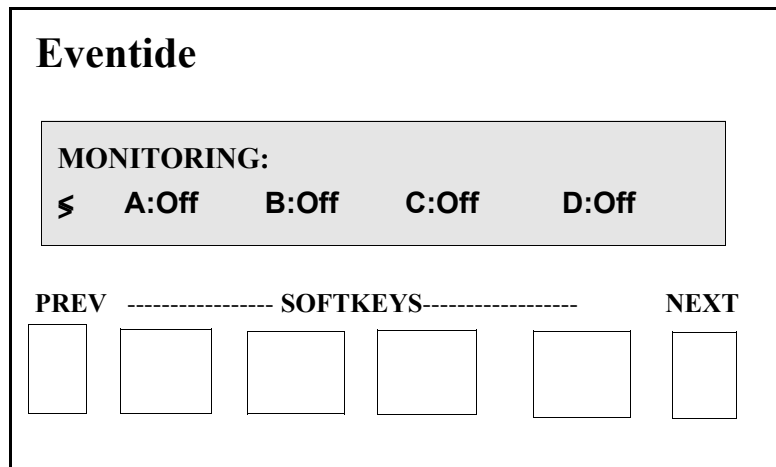 Eventide
MONITORING:
≶ A:Off B:Off C:Off D:Off
PREV ----------------- SOFTKEYS------------------ NEXT